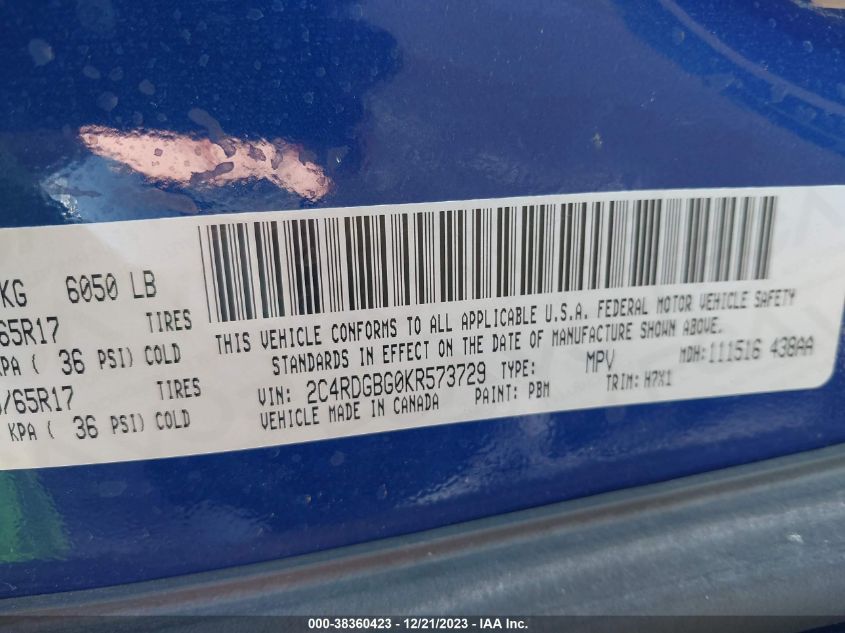 KG 6050 LB
65R17 TIRES
KPA ( 36 PSI) COLD
/65R17 TIRES
KPA ( 36 PSI) COLD
THIS VEHICLE CONFORMS TO ALL APPLICABLE U.S.A. FEDERAL MOTOR VEHICLE SAFETY
STANDARDS IN EFFECT ON THE DATE OF MANUFACTURE SHOWN ABOVE.
VIN: 2C4RDGBG0KR573729 TYPE: MPV MDH: 111516 438AA
VEHICLE MADE IN CANADA PAINT: PBM TRIM: H7X1
000-38360423 - 12/21/2023 - IAA Inc.